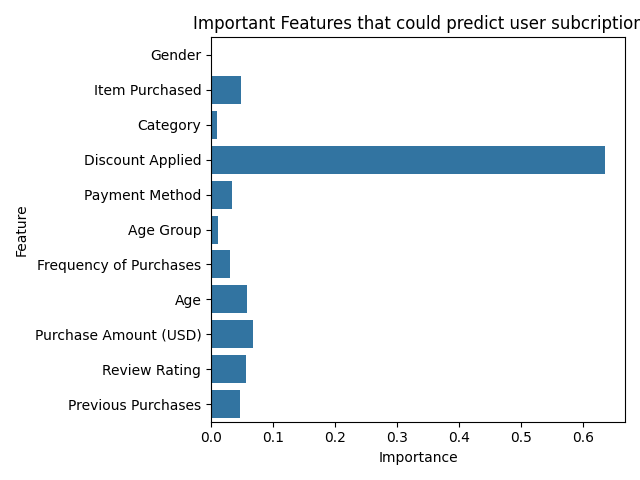 Important Features that could predict user subcription
Gender
Item Purchased
Category
Discount Applied
Payment Method
Age Group
Frequency of Purchases
Age
Purchase Amount (USD)
Review Rating
Previous Purchases
Feature
0.0 0.1 0.2 0.3 0.4 0.5 0.6
Importance